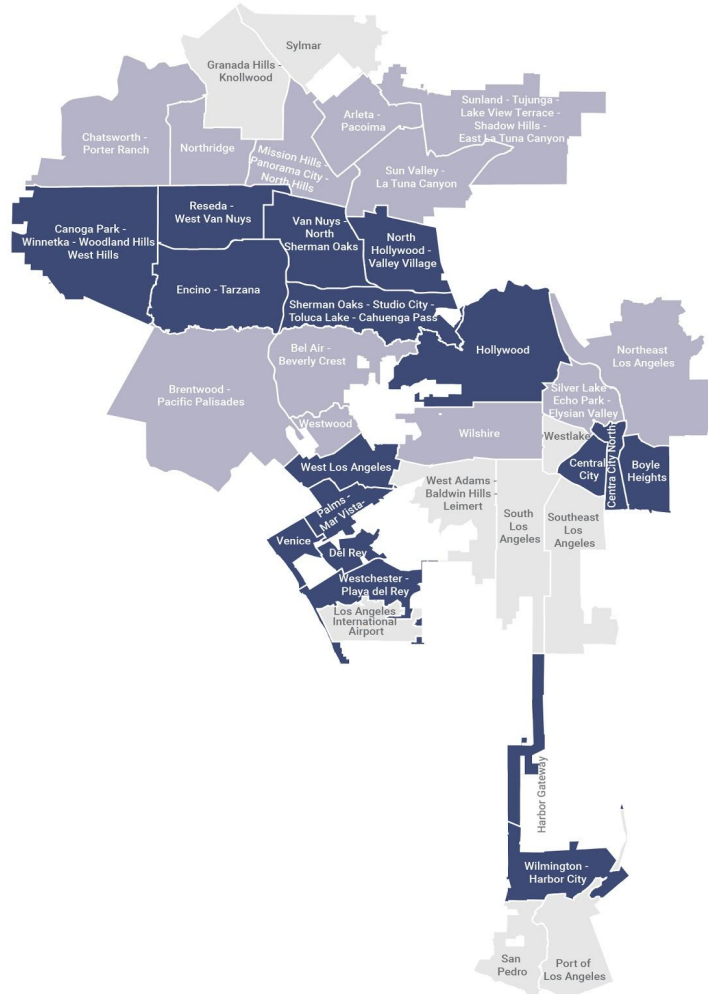 Sylmar
Granada Hills -
Knollwood
Sunland - Tujunga -
Lake View Terrace -
Shadow Hills -
East La Tuna Canyon
Arleta -
Pacoima
Chatsworth -
Porter Ranch
Northridge
Mission Hills -
Panorama City -
North Hills
Sun Valley -
La Tuna Canyon
Canoga Park -
Winnetka - Woodland Hills
West Hills
Reseda -
West Van Nuys
Van Nuys -
North
Sherman Oaks
North
Hollywood -
Valley Village
Encino - Tarzana
Sherman Oaks - Studio City -
Toluca Lake - Cahuenga Pass
Hollywood
Bel Air -
Beverly Crest
Northeast
Los Angeles
Brentwood -
Pacific Palisades
Silver Lake -
Echo Park -
Elysian Valley
Westwood
Wilshire
Westlake
Centra City North
Central
City
Boyle
Heights
West Los Angeles
West Adams -
Baldwin Hills -
Leimert
Palms -
Mar Vista-
South
Los Angeles
Southeast
Los Angeles
Venice
Del Rey
Westchester -
Playa del Rey
Los Angeles
International
Airport
Harbor Gateway
Wilmington -
Harbor City
San
Pedro
Port of
Los Angeles